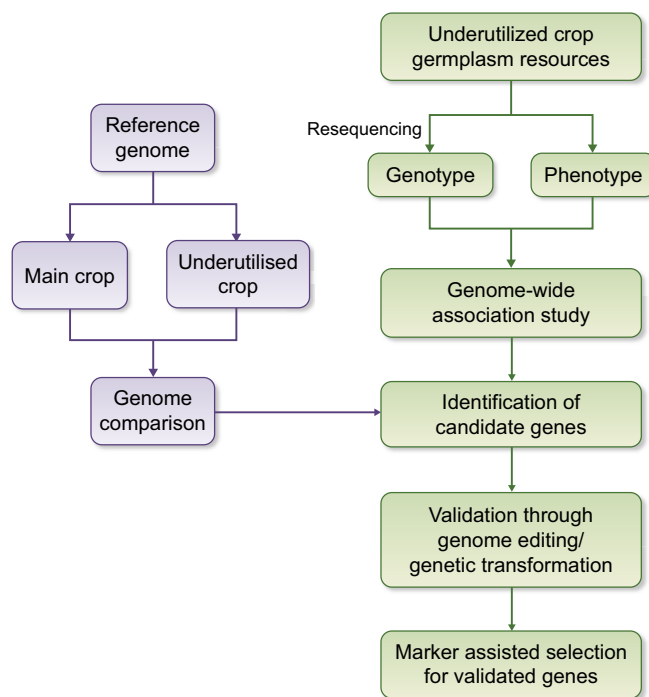 Underutilized crop
germplasm resources
Resequencing
Genotype
Phenotype
Genome-wide
association study
Reference
genome
Main crop
Underutilised
crop
Genome
comparison
Identification of
candidate genes
Validation through
genome editing/
genetic transformation
Marker assisted selection
for validated genes